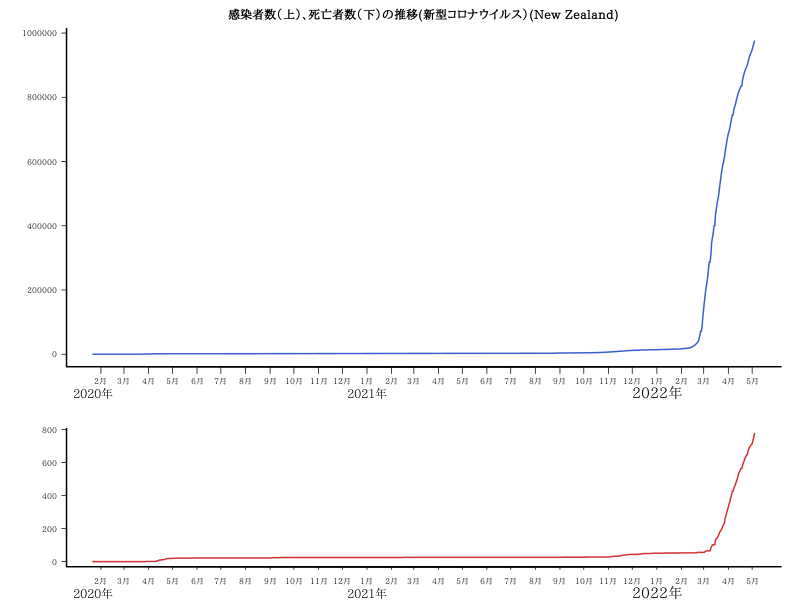 感染者数（上）、死亡者数（下）の推移(新型コロナウイルス）(New Zealand)
1000000
800000
600000
400000
200000
0
2月 3月 4月 5月 6月 7月 8月 9月 10月 11月 12月 1月 2月 3月 4月 5月 6月 7月 8月 9月 10月 11月 12月 1月 2月 3月 4月 5月
2020年 2021年 2022年
800
600
400
200
0
2月 3月 4月 5月 6月 7月 8月 9月 10月 11月 12月 1月 2月 3月 4月 5月 6月 7月 8月 9月 10月 11月 12月 1月 2月 3月 4月 5月
2020年 2021年 2022年